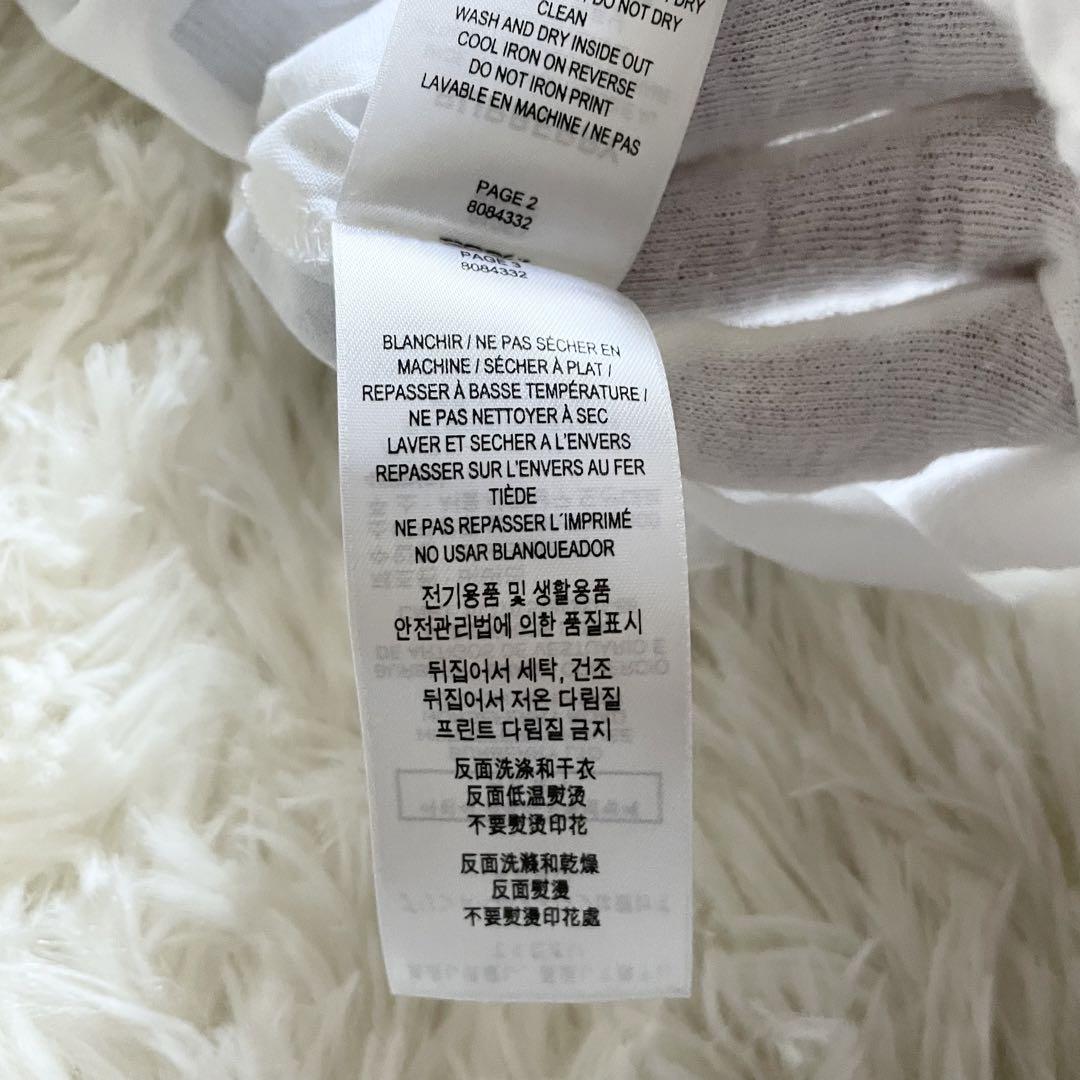 DRY
DO NOT DRY
CLEAN
WASH AND DRY INSIDE OUT
COOL IRON ON REVERSE
DO NOT IRON PRINT
LAVABLE EN MACHINE / NE PAS
PAGE 2
8084332
PAGE 3
8084332
BLANCHIR / NE PAS SÉCHER EN
MACHINE / SÉCHER À PLAT /
REPASSER À BASSE TEMPÉRATURE /
NE PAS NETTOYER À SEC
LAVER ET SECHER A L'ENVERS
REPASSER SUR L'ENVERS AU FER
TIÈDE
NE PAS REPASSER L´IMPRIMÉ
NO USAR BLANQUEADOR
전기용품 및 생활용품
안전관리법에 의한 품질표시
뒤집어서 세탁, 건조
뒤집어서 저온 다림질
프린트 다림질 금지
反面洗涤和干衣
反面低温熨烫
不要熨烫印花
反面洗滌和乾燥
反面熨燙
不要熨燙印花處